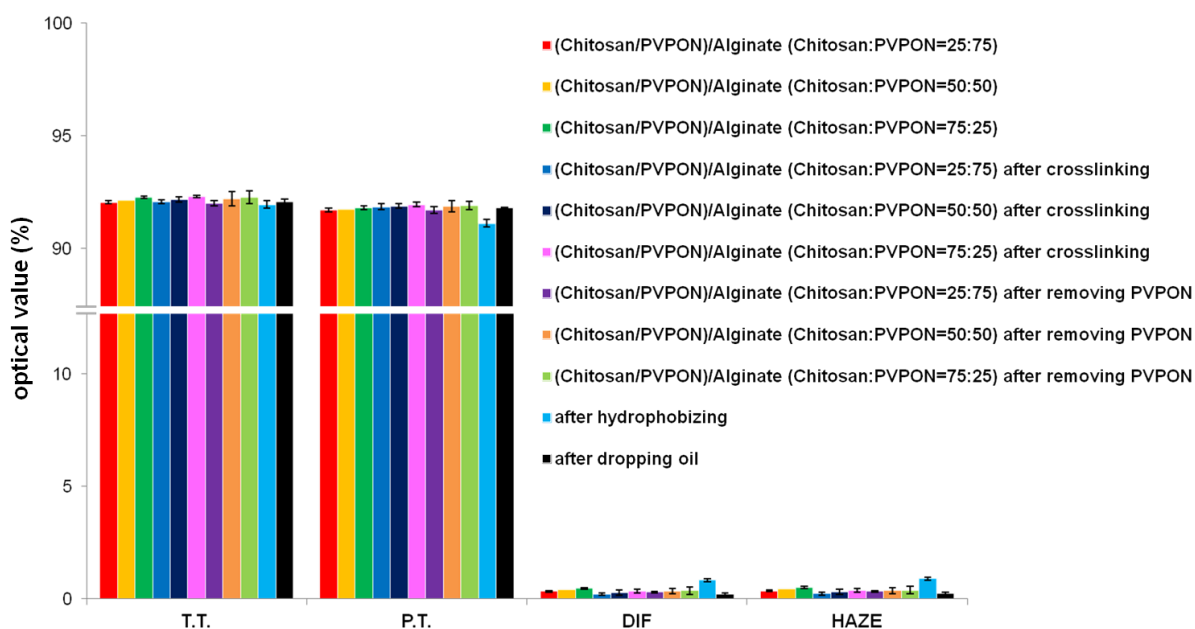 100
95
90
10
5
0
optical value (%)
(Chitosan/PVPON)/Alginate (Chitosan:PVPON=25:75)
(Chitosan/PVPON)/Alginate (Chitosan:PVPON=50:50)
(Chitosan/PVPON)/Alginate (Chitosan:PVPON=75:25)
(Chitosan/PVPON)/Alginate (Chitosan:PVPON=25:75) after crosslinking
(Chitosan/PVPON)/Alginate (Chitosan:PVPON=50:50) after crosslinking
(Chitosan/PVPON)/Alginate (Chitosan:PVPON=75:25) after crosslinking
(Chitosan/PVPON)/Alginate (Chitosan:PVPON=25:75) after removing PVPON
(Chitosan/PVPON)/Alginate (Chitosan:PVPON=50:50) after removing PVPON
(Chitosan/PVPON)/Alginate (Chitosan:PVPON=75:25) after removing PVPON
after hydrophobizing
after dropping oil
T.T. P.T. DIF HAZE